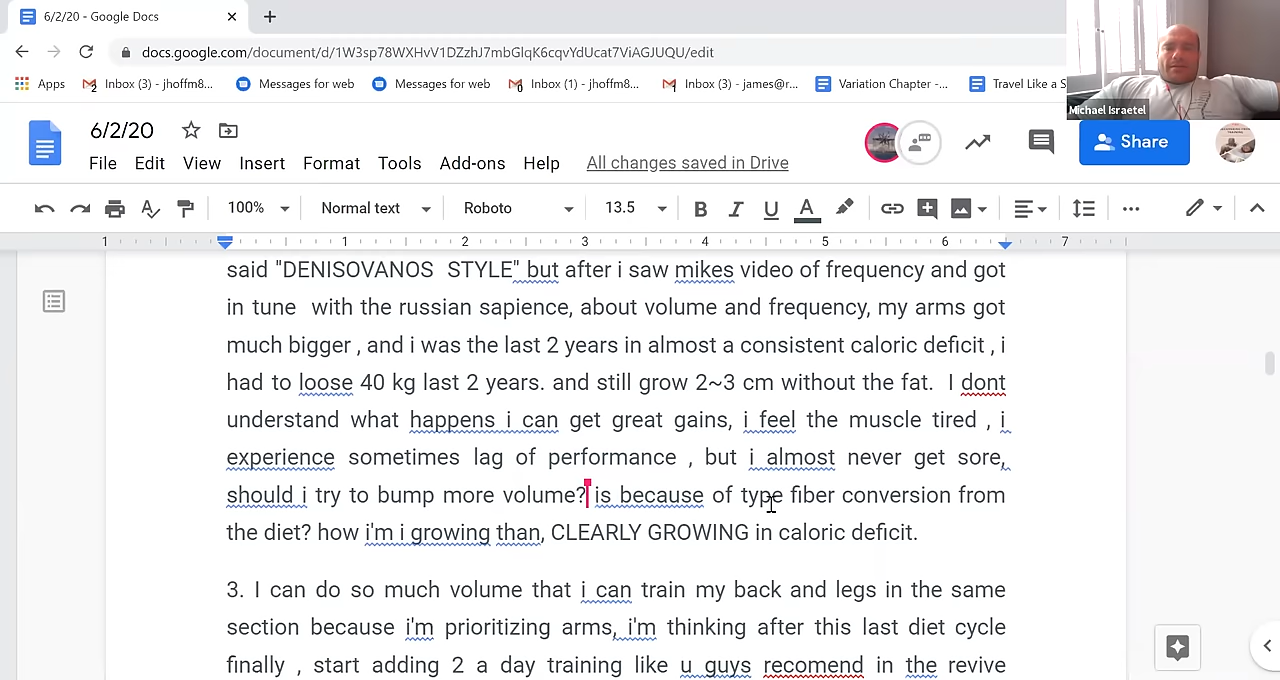 6/2/20 - Google Docs
docs.google.com/document/d/1W3sp78WXHvV1DZzhJ7mbGlqK6cqvYdUcat7ViAGJUQU/edit
Apps
Inbox (3) - jhoffm8...
Messages for web
Messages for web
Inbox (1) - jhoffm8...
Inbox (3) - james@r...
Variation Chapter -...
Travel Like a S
Michael Israetel
6/2/20
Share
File Edit View Insert Format Tools Add-ons Help All changes saved in Drive
100% Normal text Roboto 13.5 B I U A
1 1 2 3 4 5 6 7
said "DENISOVANOS STYLE" but after i saw mikes video of frequency and got
in tune with the russian sapience, about volume and frequency, my arms got
much bigger , and i was the last 2 years in almost a consistent caloric deficit , i
had to loose 40 kg last 2 years. and still grow 2~3 cm without the fat. I dont
understand what happens i can get great gains, i feel the muscle tired , i
experience sometimes lag of performance , but i almost never get sore,
should i try to bump more volume? is because of type fiber conversion from
the diet? how i'm i growing than, CLEARLY GROWING in caloric deficit.
3. I can do so much volume that i can train my back and legs in the same
section because i'm prioritizing arms, i'm thinking after this last diet cycle
finally , start adding 2 a day training like u guys recomend in the revive